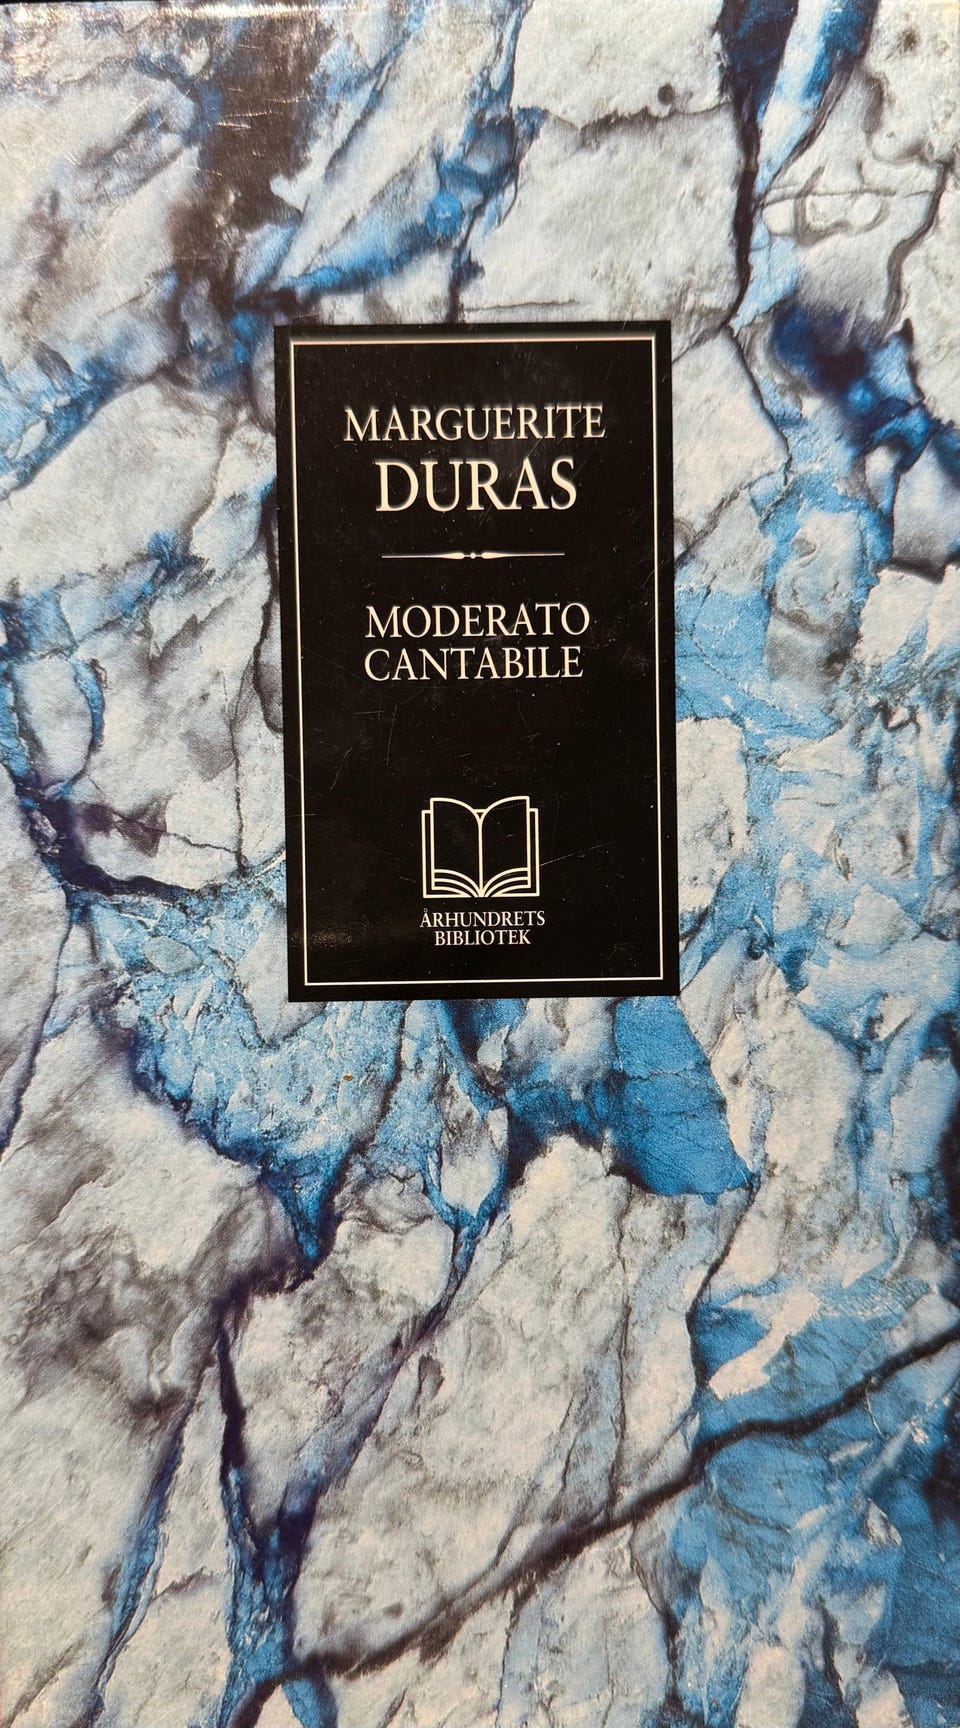 MARGUERITE
DURAS
MODERATO
CANTABILE
ÅRHUNDRETS
BIBLIOTEK